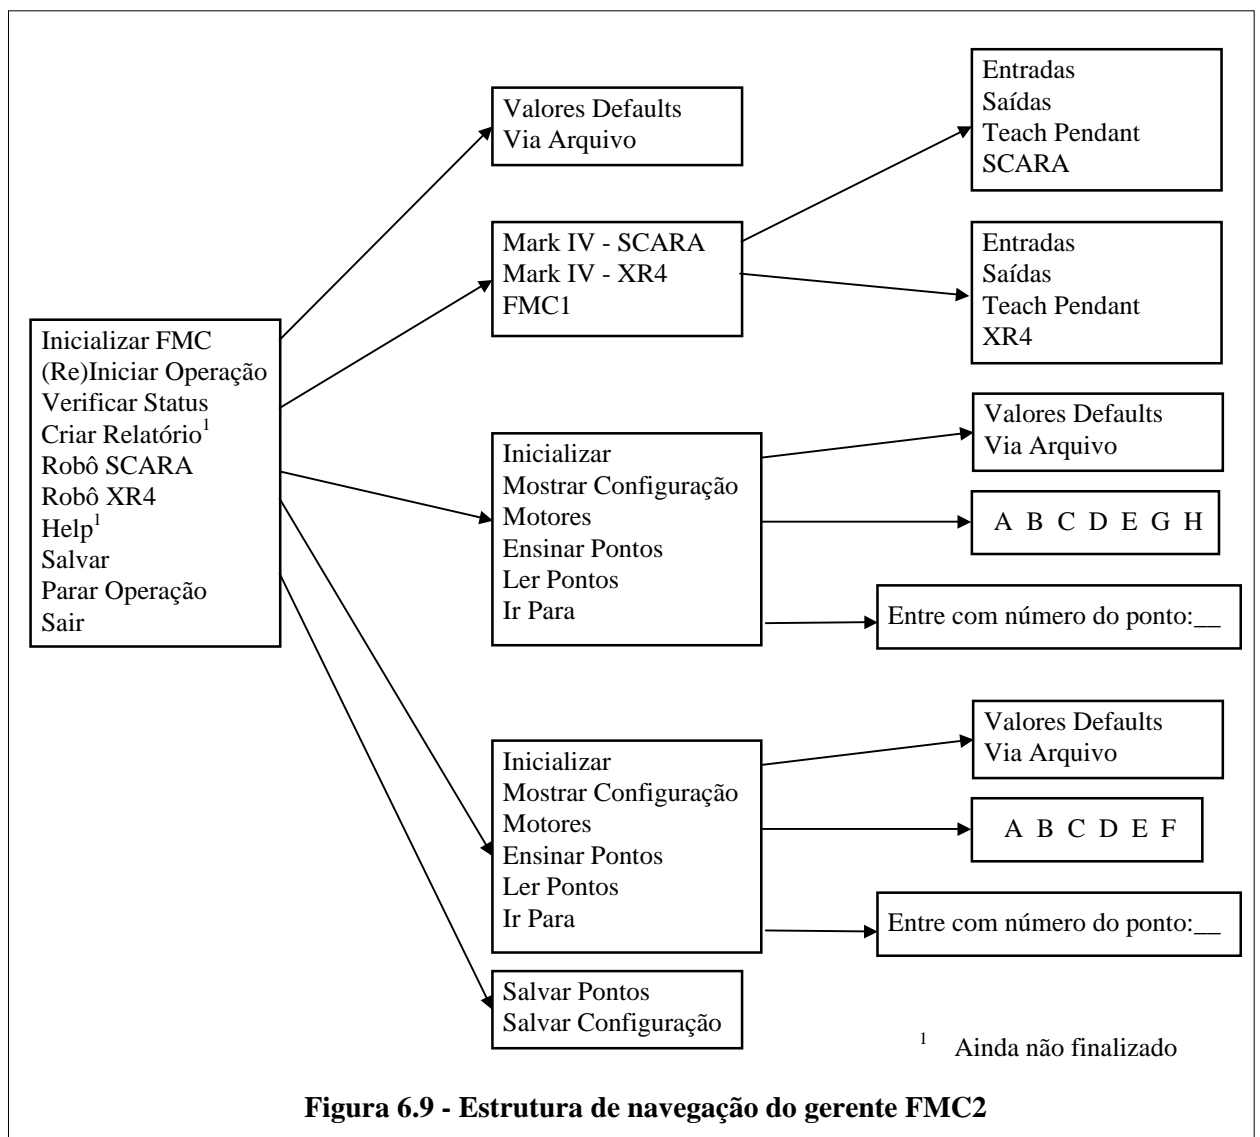 Inicializar FMC
(Re)Iniciar Operação
Verificar Status
Criar Relatório¹
Robô SCARA
Robô XR4
Help¹
Salvar
Parar Operação
Sair
Valores Defaults
Via Arquivo
Mark IV - SCARA
Mark IV - XR4
FMC1
Entradas
Saídas
Teach Pendant
SCARA
Entradas
Saídas
Teach Pendant
XR4
Inicializar
Mostrar Configuração
Motores
Ensinar Pontos
Ler Pontos
Ir Para
Valores Defaults
Via Arquivo
A B C D E G H
Entre com número do ponto:__
Inicializar
Mostrar Configuração
Motores
Ensinar Pontos
Ler Pontos
Ir Para
Valores Defaults
Via Arquivo
A B C D E F
Entre com número do ponto:__
Salvar Pontos
Salvar Configuração
¹ Ainda não finalizado
Figura 6.9 - Estrutura de navegação do gerente FMC2